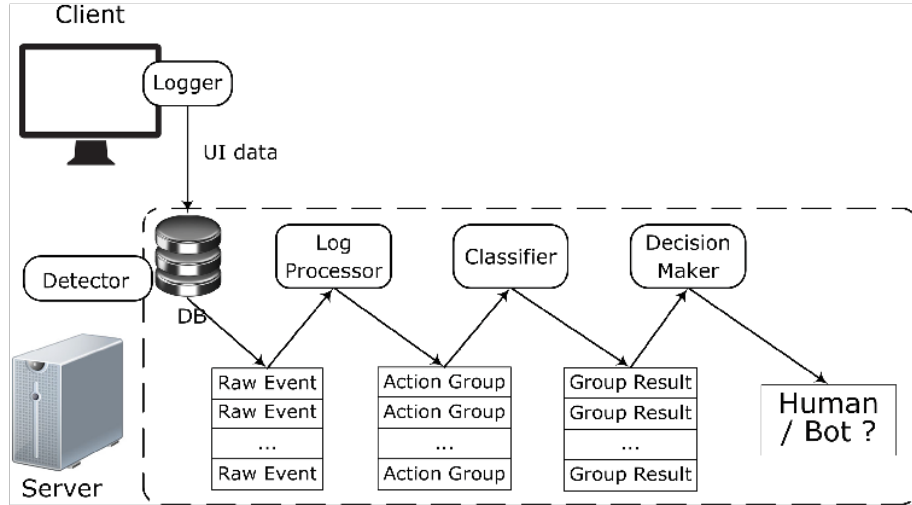 Client
Logger
UI data
Log
Processor
Classifier
Decision
Maker
Detector
DB
Raw Event
Raw Event
...
Raw Event
Action Group
Action Group
...
Action Group
Group Result
Group Result
...
Group Result
Human
/ Bot ?
Server